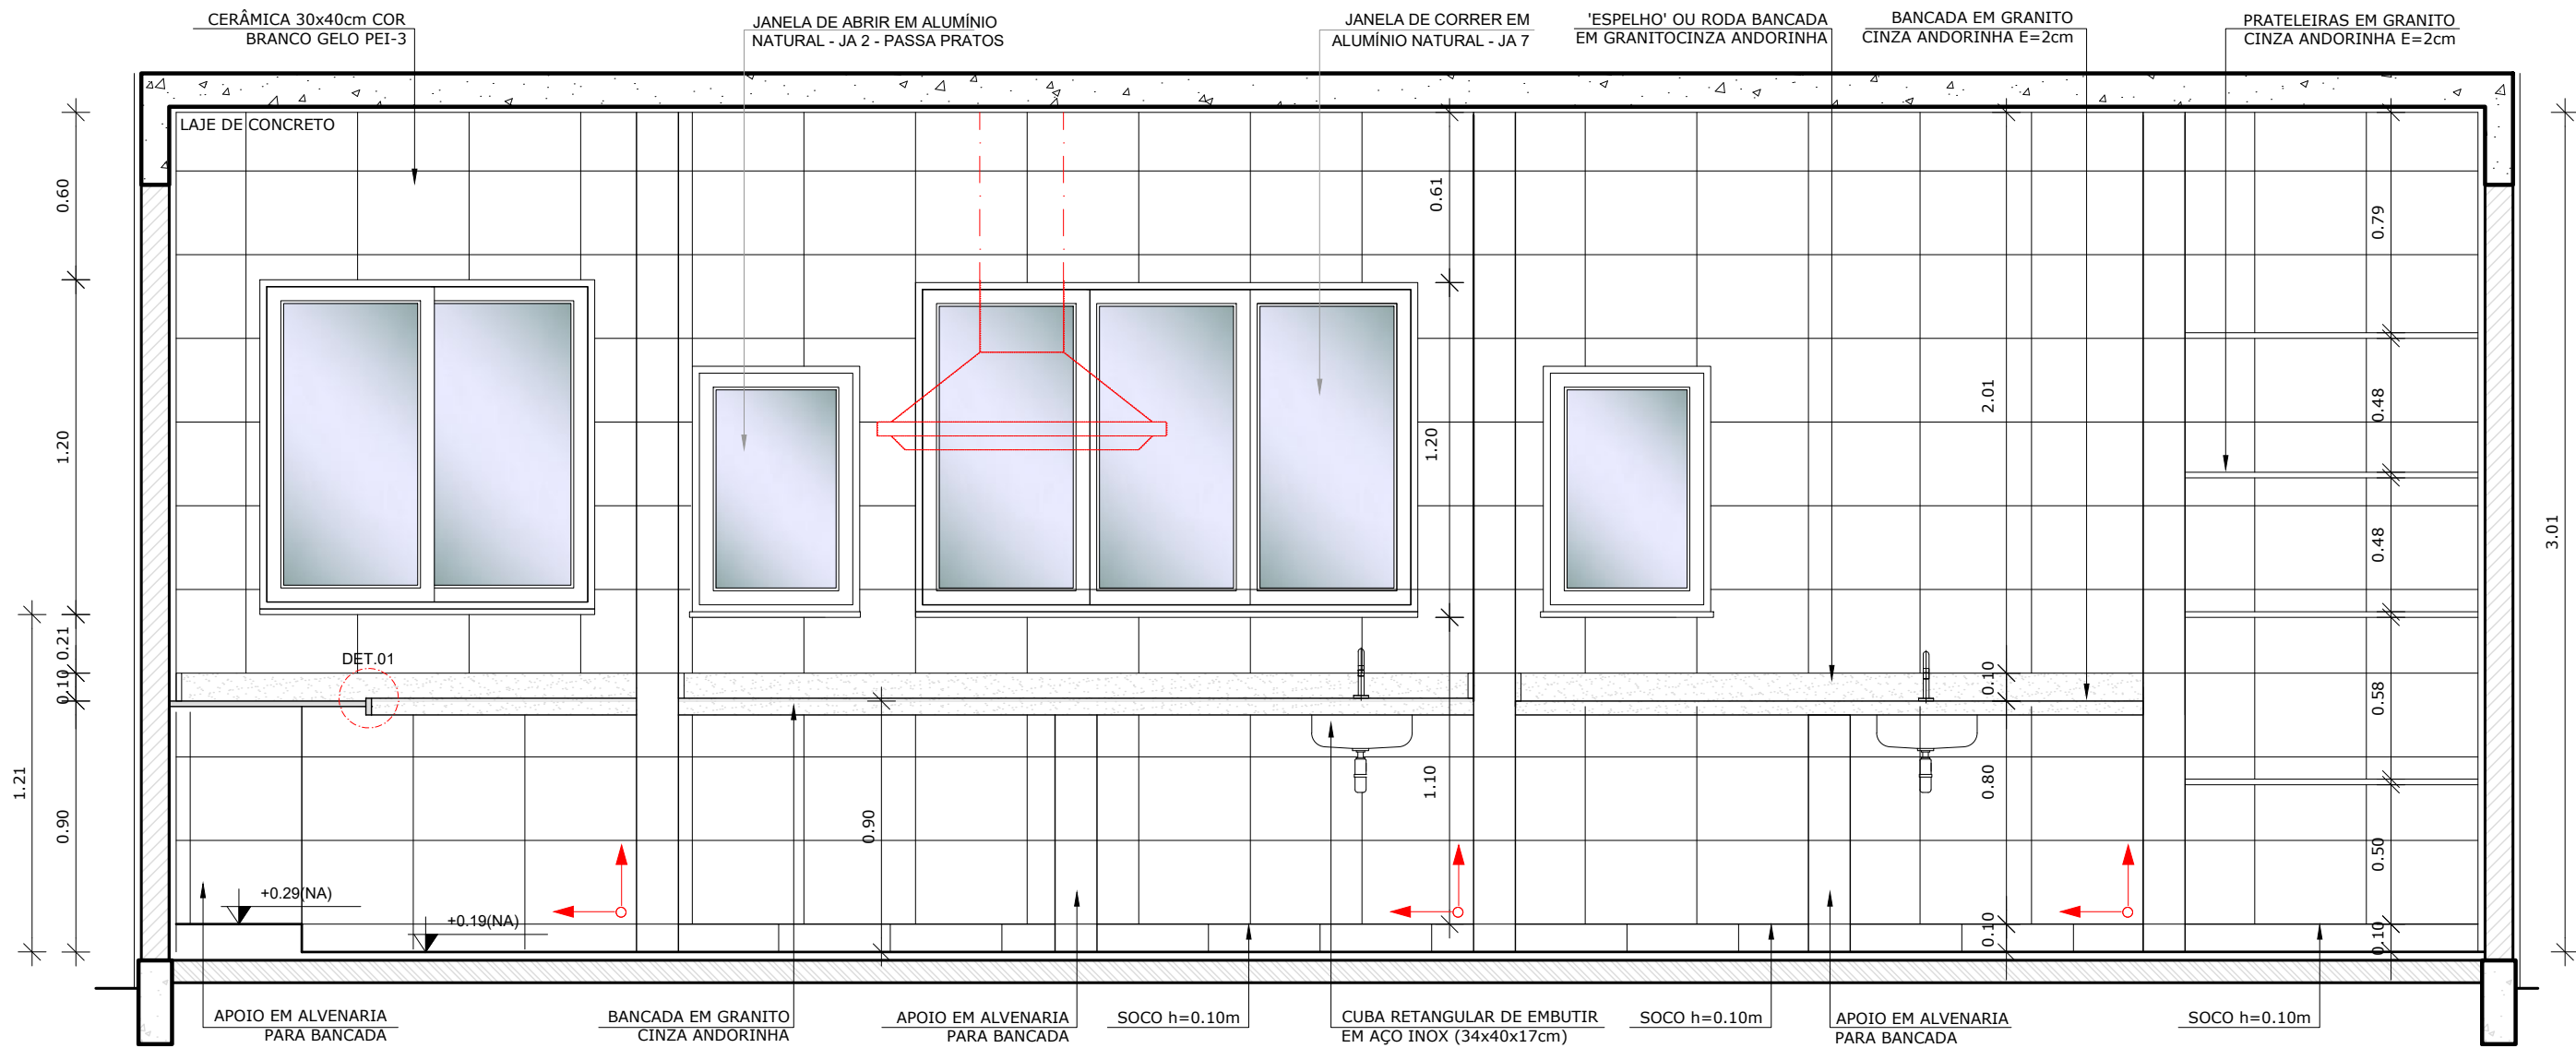 CERÂMICA 30x40cm COR
BRANCO GELO PEI-3
JANELA DE ABRIR EM ALUMÍNIO
NATURAL - JA 2 - PASSA PRATOS
JANELA DE CORRER EM
ALUMÍNIO NATURAL - JA 7
'ESPELHO' OU RODA BANCADA
EM GRANITOCINZA ANDORINHA
BANCADA EM GRANITO
CINZA ANDORINHA E=2cm
PRATELEIRAS EM GRANITO
CINZA ANDORINHA E=2cm
LAJE DE CONCRETO
0.60
1.20
0.21
0.10
0.90
1.21
DET.01
+0.29(NA)
+0.19(NA)
0.90
0.61
1.20
1.10
2.01
0.10
0.80
0.10
0.79
0.48
0.48
0.58
0.50
0.10
3.01
APOIO EM ALVENARIA
PARA BANCADA
BANCADA EM GRANITO
CINZA ANDORINHA
APOIO EM ALVENARIA
PARA BANCADA
SOCO h=0.10m
CUBA RETANGULAR DE EMBUTIR
EM AÇO INOX (34x40x17cm)
SOCO h=0.10m
APOIO EM ALVENARIA
PARA BANCADA
SOCO h=0.10m